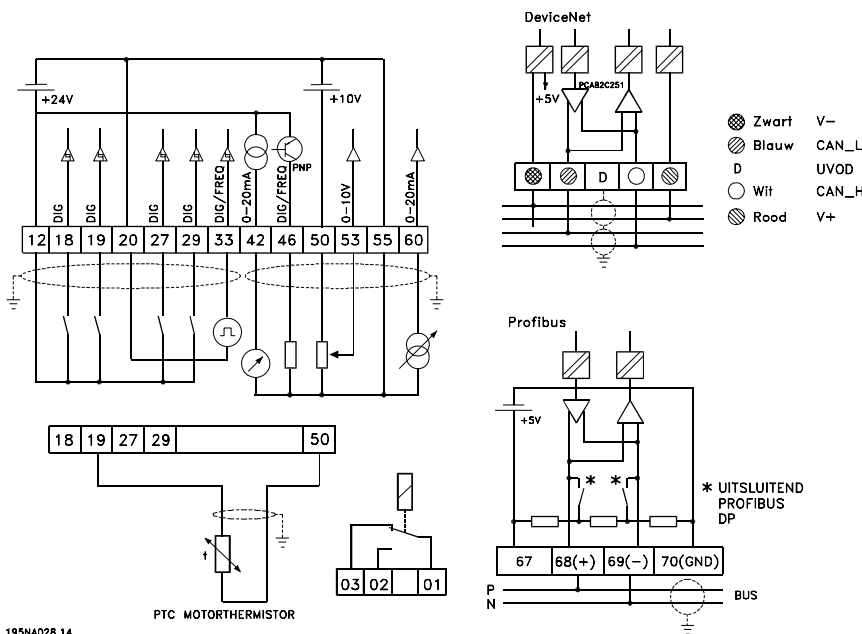 DeviceNet
PCA82C251
+5V
+24V
+10V
DIG
DIG
DIG
DIG
DIG/FREQ
0-20mA
DIG/FREQ
PNP
0-10V
0-20mA
12 18 19 20 27 29 33 42 46 50 53 55 60
D
Zwart V-
Blauw CAN_L
D UVOD
Wit CAN_H
Rood V+
Profibus
+5V
* *
* UITSLUITEND
PROFIBUS
DP
67 68(+) 69(-) 70(GND)
P
N
BUS
18 19 27 29 50
t
PTC MOTORTHERMISTOR
03 02 01
195NA028.14